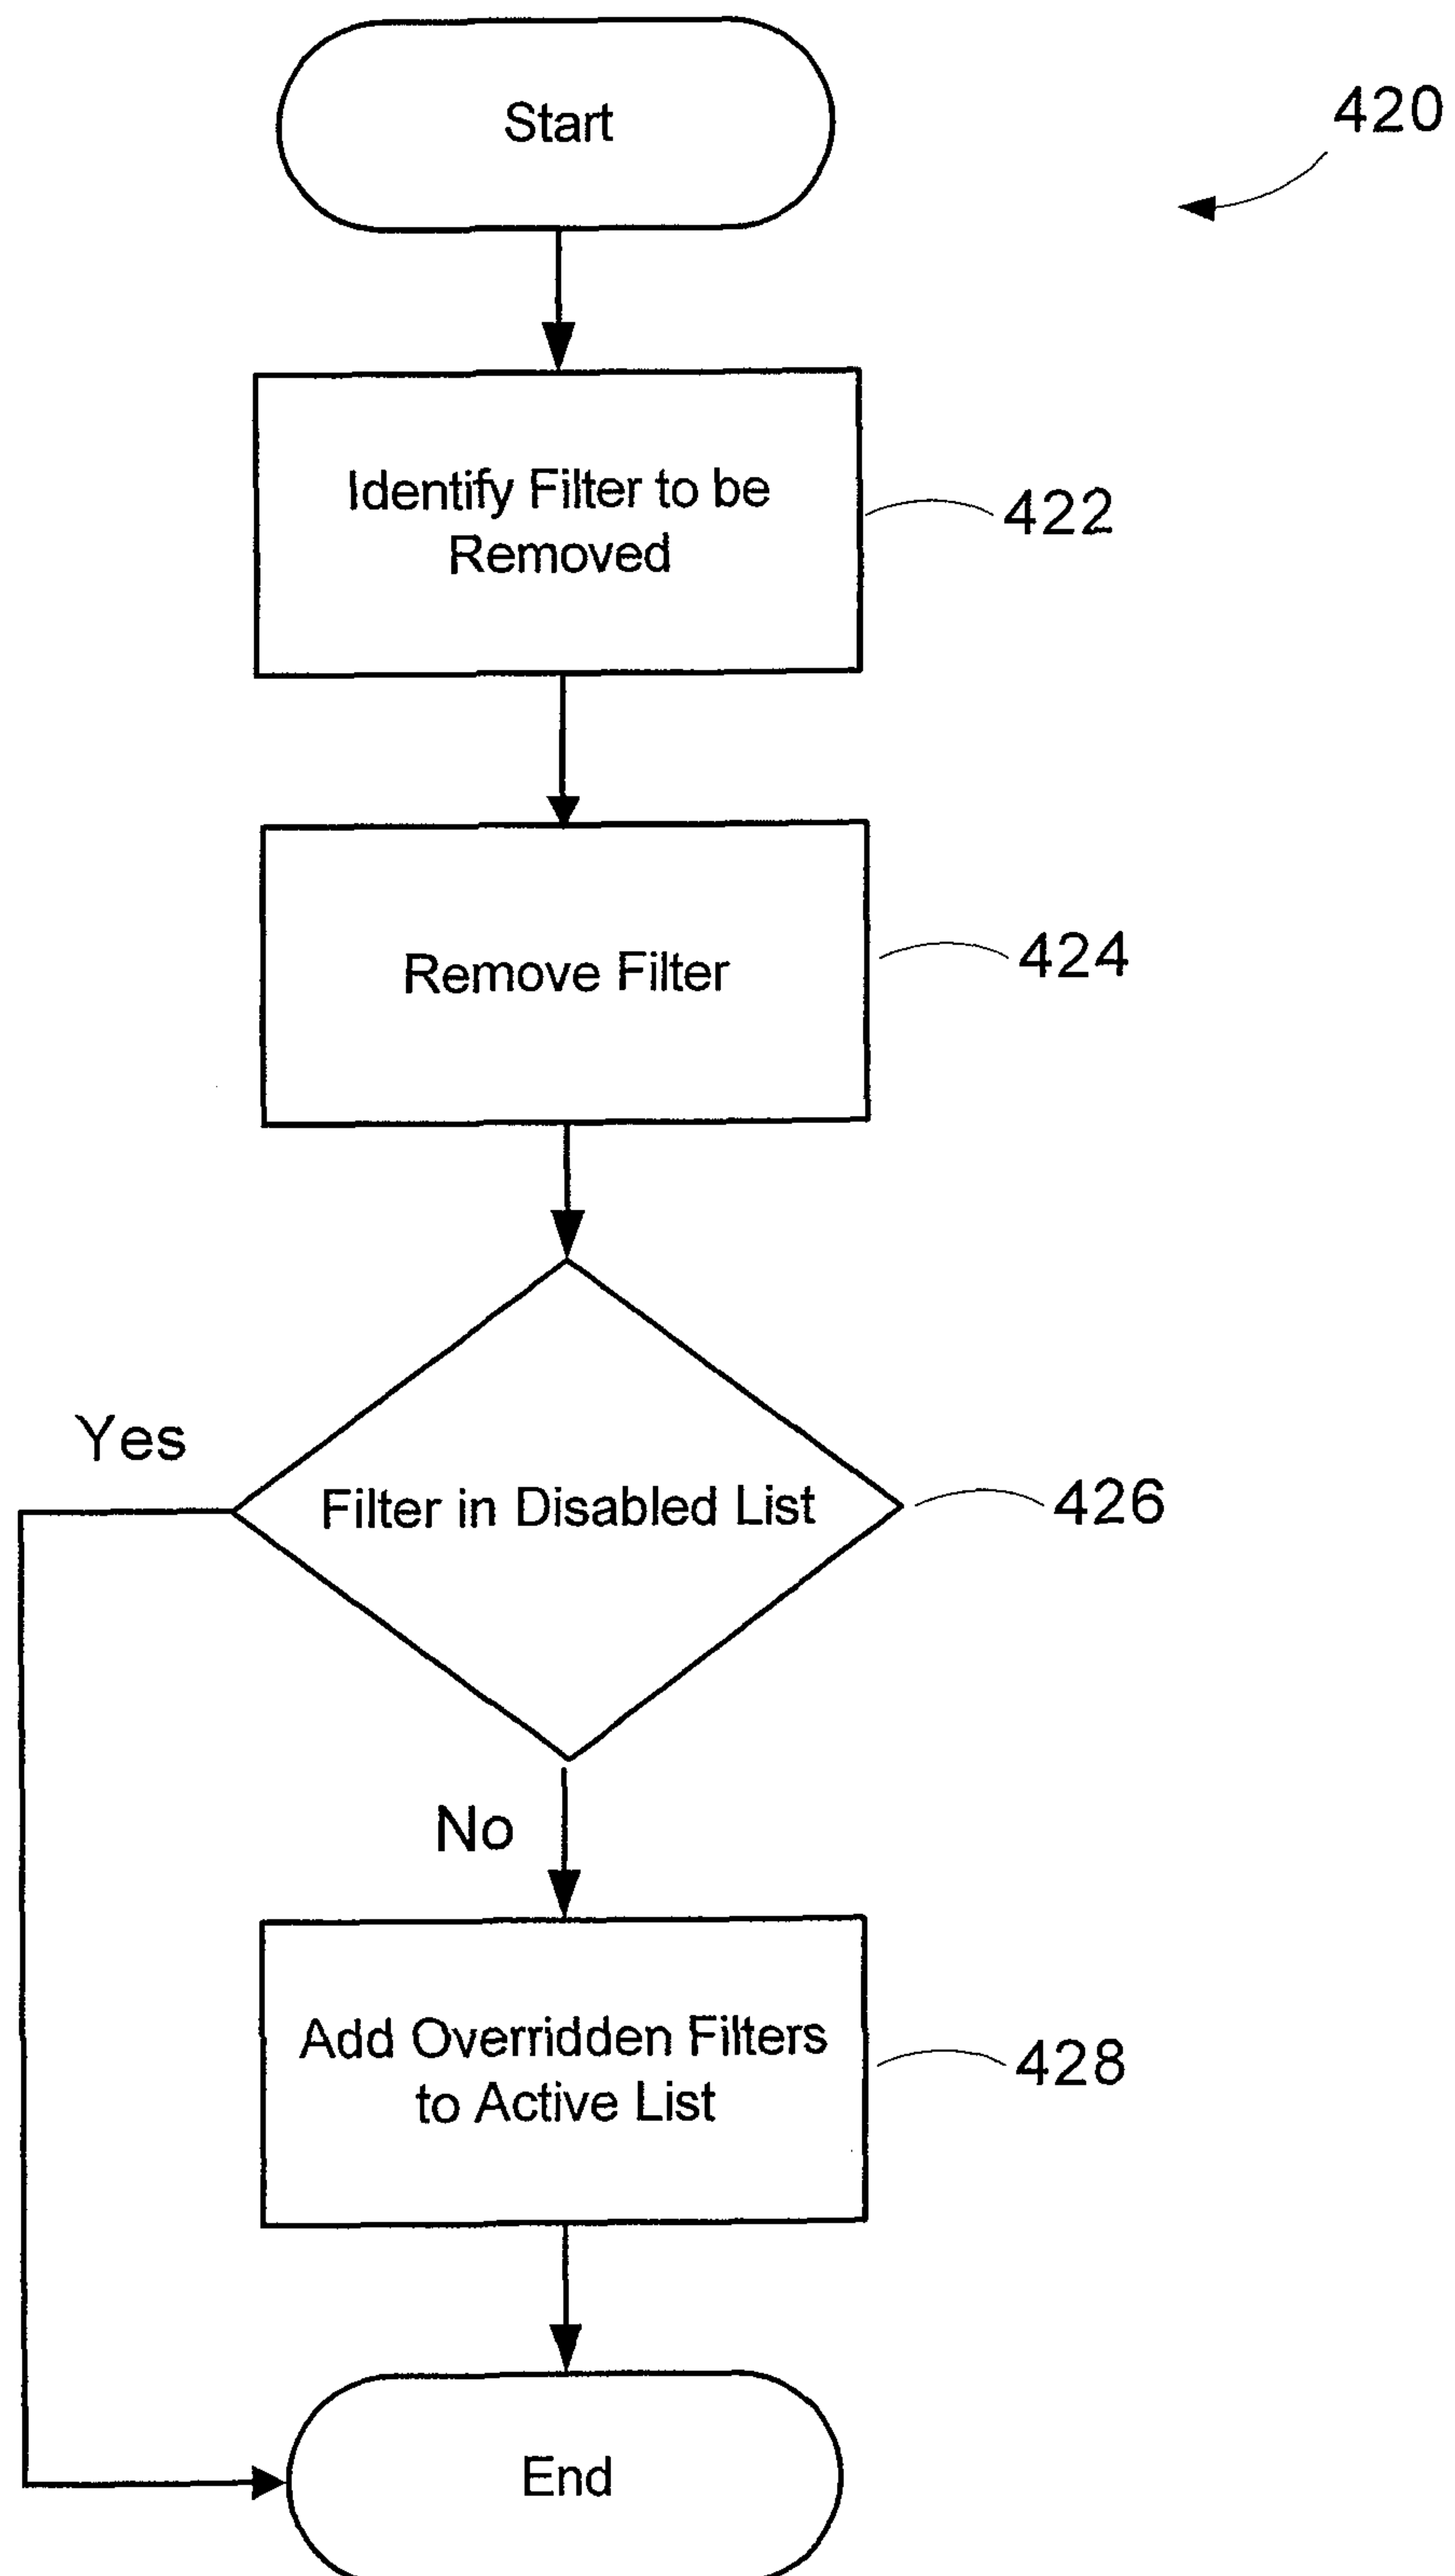 Start
420
Identify Filter to be
Removed
422
Remove Filter
424
Yes
Filter in Disabled List
426
No
Add Overridden Filters
to Active List
428
End